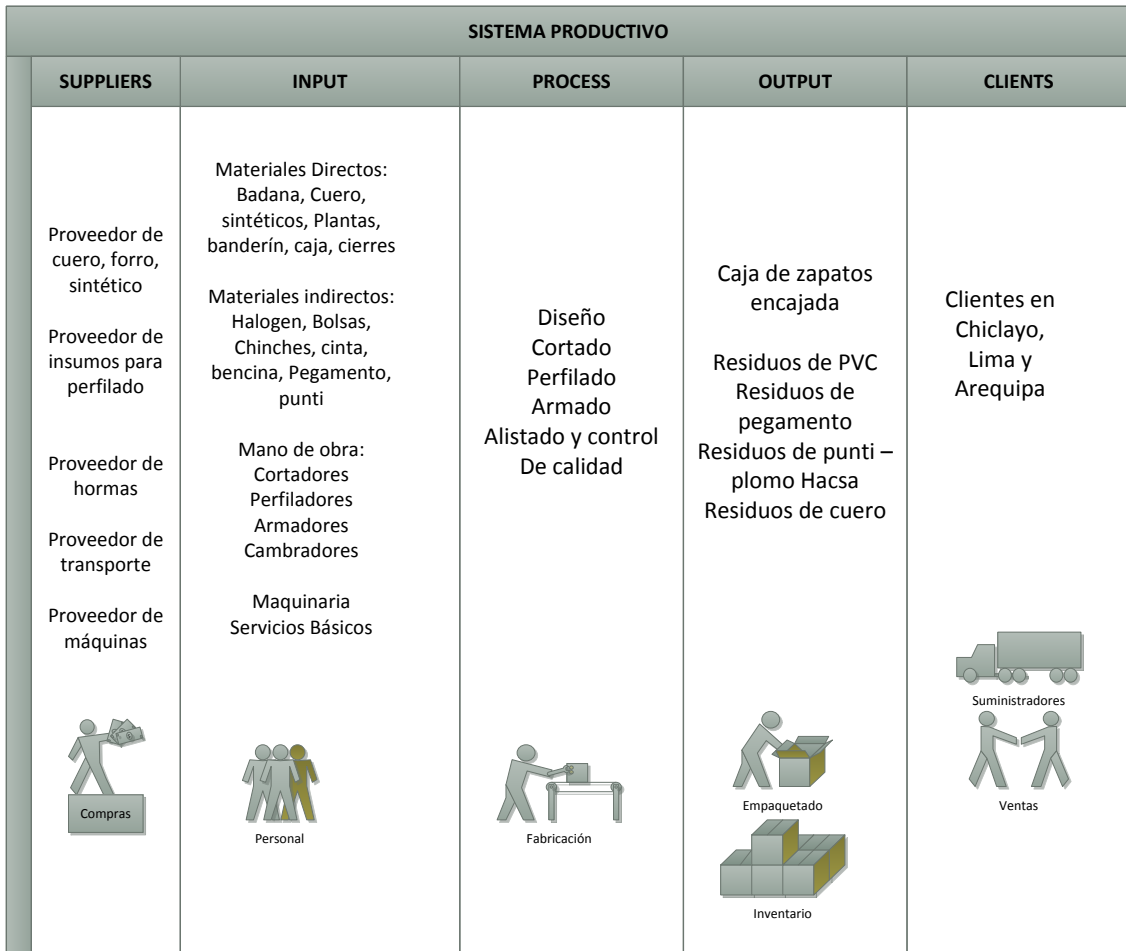 SISTEMA PRODUCTIVO
SUPPLIERS
INPUT
PROCESS
OUTPUT
CLIENTS
Proveedor de
cuero, forro,
sintético
Proveedor de
insumos para
perfilado
Proveedor de
hormas
Proveedor de
transporte
Proveedor de
máquinas
Compras
Materiales Directos:
Badana, Cuero,
sintéticos, Plantas,
banderín, caja, cierres
Materiales indirectos:
Halogen, Bolsas,
Chinches, cinta,
bencina, Pegamento,
punti
Mano de obra:
Cortadores
Perfiladores
Armadores
Cambradores
Maquinaria
Servicios Básicos
Personal
Diseño
Cortado
Perfilado
Armado
Alistado y control
De calidad
Fabricación
Caja de zapatos
encajada
Residuos de PVC
Residuos de
pegamento
Residuos de punti –
plomo Hacsa
Residuos de cuero
Empaquetado
Inventario
Clientes en
Chiclayo,
Lima y
Arequipa
Suministradores
Ventas